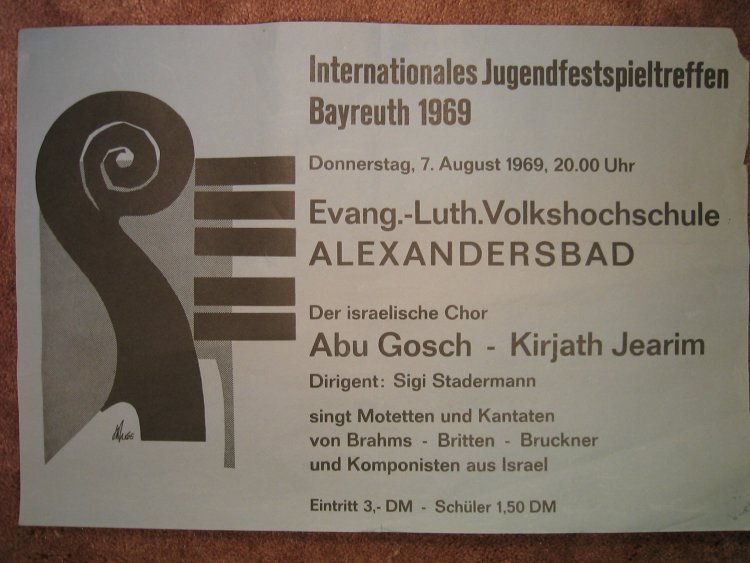 Internationales Jugendfestspieltreffen
Bayreuth 1969
Donnerstag, 7. August 1969, 20.00 Uhr
Evang.-Luth.Volkshochschule
ALEXANDERSBAD
Der israelische Chor
Abu Gosch - Kirjath Jearim
Dirigent: Sigi Stadermann
singt Motetten und Kantaten
von Brahms - Britten - Bruckner
und Komponisten aus Israel
Eintritt 3,- DM - Schüler 1,50 DM